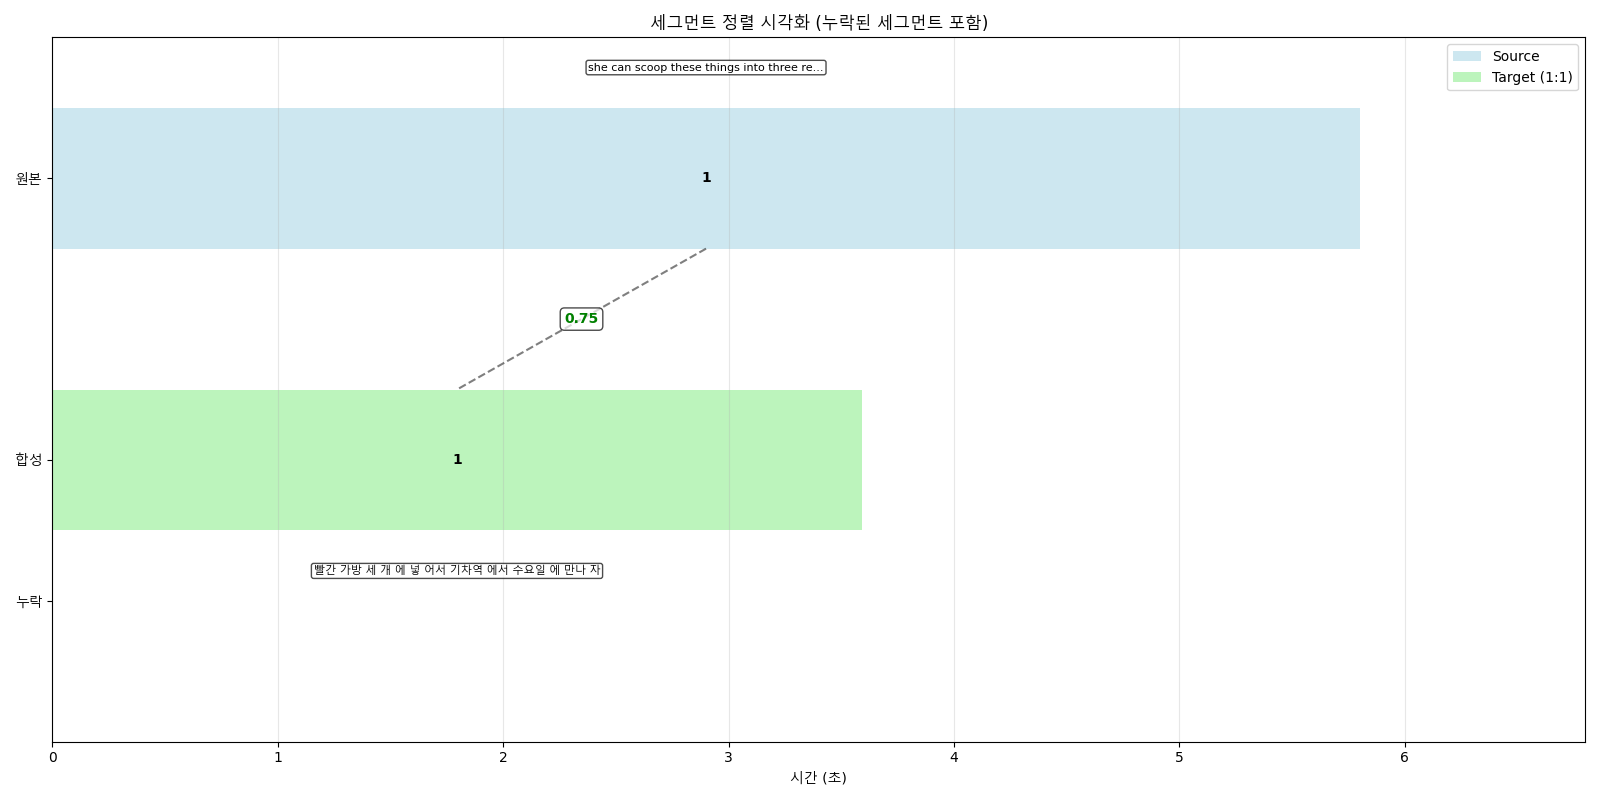 세그먼트 정렬 시각화 (누락된 세그먼트 포함)
she can scoop these things into three re...
Source
Target (1:1)
원본
1
0.75
합성
1
빨간 가방 세 개 에 넣 어서 기차역 에서 수요일 에 만나 자
누락
0 1 2 3 4 5 6
시간 (초)